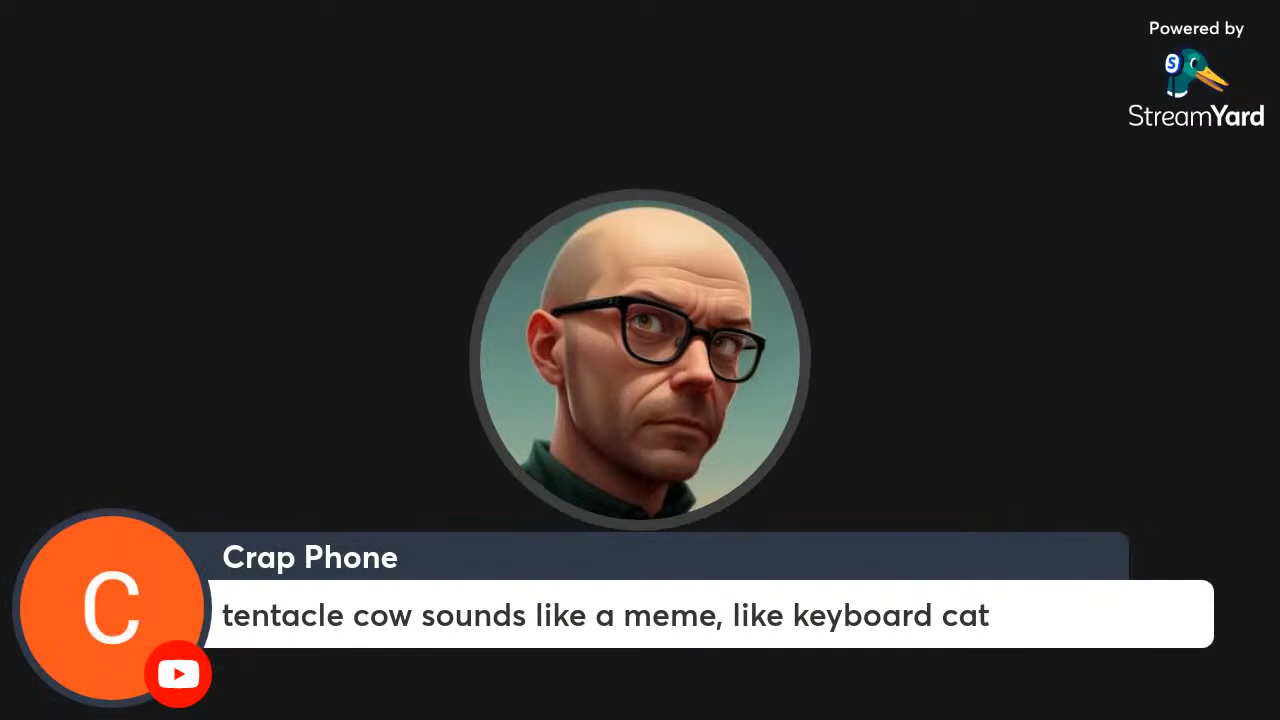 Powered by
S
StreamYard
Crap Phone
C
tentacle cow sounds like a meme, like keyboard cat